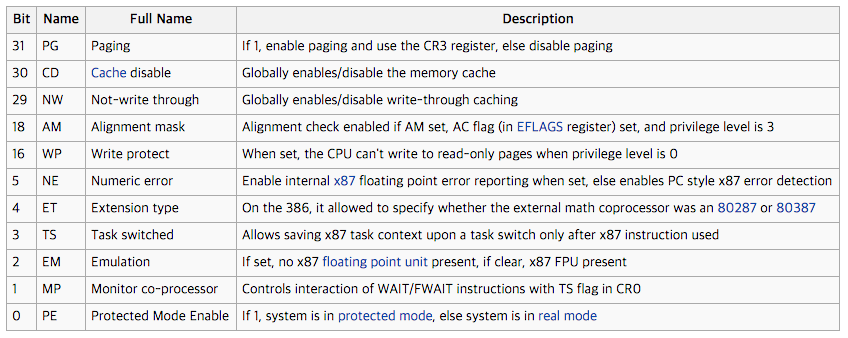 Bit Name Full Name Description
31 PG Paging If 1, enable paging and use the CR3 register, else disable paging
30 CD Cache disable Globally enables/disable the memory cache
29 NW Not-write through Globally enables/disable write-through caching
18 AM Alignment mask Alignment check enabled if AM set, AC flag (in EFLAGS register) set, and privilege level is 3
16 WP Write protect When set, the CPU can't write to read-only pages when privilege level is 0
5 NE Numeric error Enable internal x87 floating point error reporting when set, else enables PC style x87 error detection
4 ET Extension type On the 386, it allowed to specify whether the external math coprocessor was an 80287 or 80387
3 TS Task switched Allows saving x87 task context upon a task switch only after x87 instruction used
2 EM Emulation If set, no x87 floating point unit present, if clear, x87 FPU present
1 MP Monitor co-processor Controls interaction of WAIT/FWAIT instructions with TS flag in CR0
0 PE Protected Mode Enable If 1, system is in protected mode, else system is in real mode